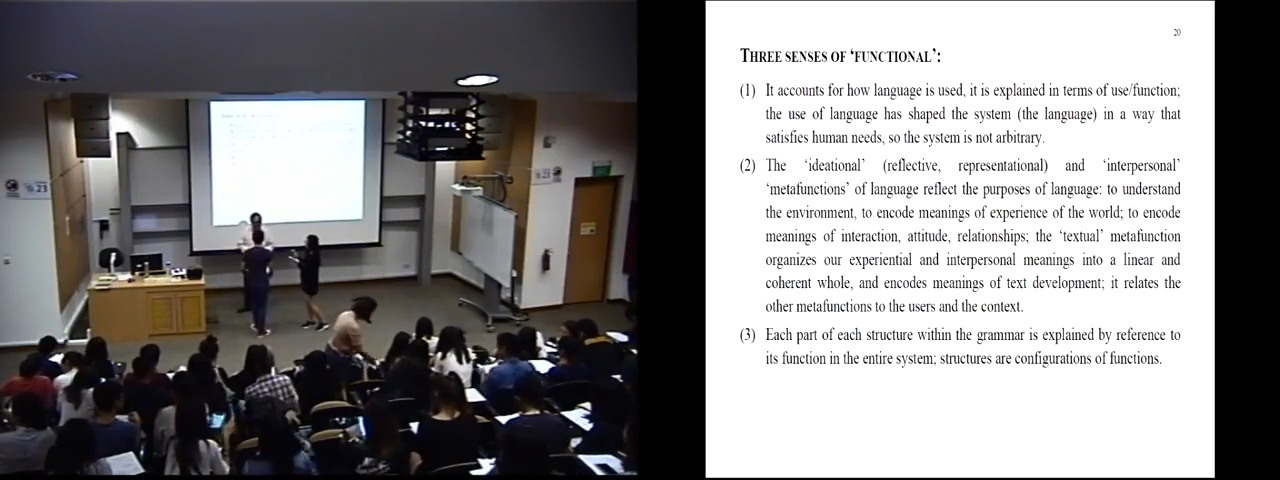 20
THREE SENSES OF ‘FUNCTIONAL’:
(1) It accounts for how language is used, it is explained in terms of use/function;
the use of language has shaped the system (the language) in a way that
satisfies human needs, so the system is not arbitrary.
(2) The ‘ideational’ (reflective, representational) and ‘interpersonal’
‘metafunctions’ of language reflect the purposes of language: to understand
the environment, to encode meanings of experience of the world; to encode
meanings of interaction, attitude, relationships; the ‘textual’ metafunction
organizes our experiential and interpersonal meanings into a linear and
coherent whole, and encodes meanings of text development; it relates the
other metafunctions to the users and the context.
(3) Each part of each structure within the grammar is explained by reference to
its function in the entire system; structures are configurations of functions.
23
23